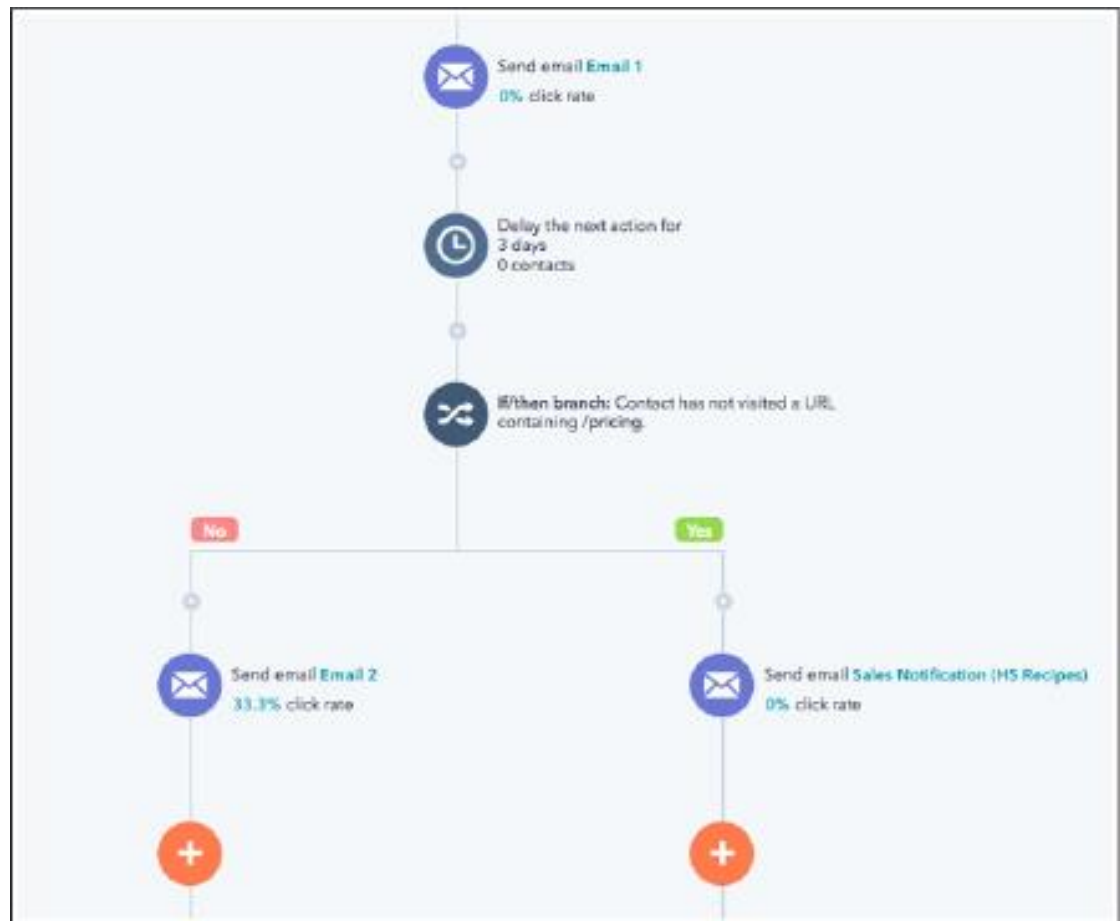 Send email Email 1
0% click rate
Delay the next action for
3 days
0 contacts
If/then branch: Contact has not visited a URL
containing /pricing.
No
Yes
Send email Email 2
33.3% click rate
Send email Sales Notification (HS Recipes)
0% click rate